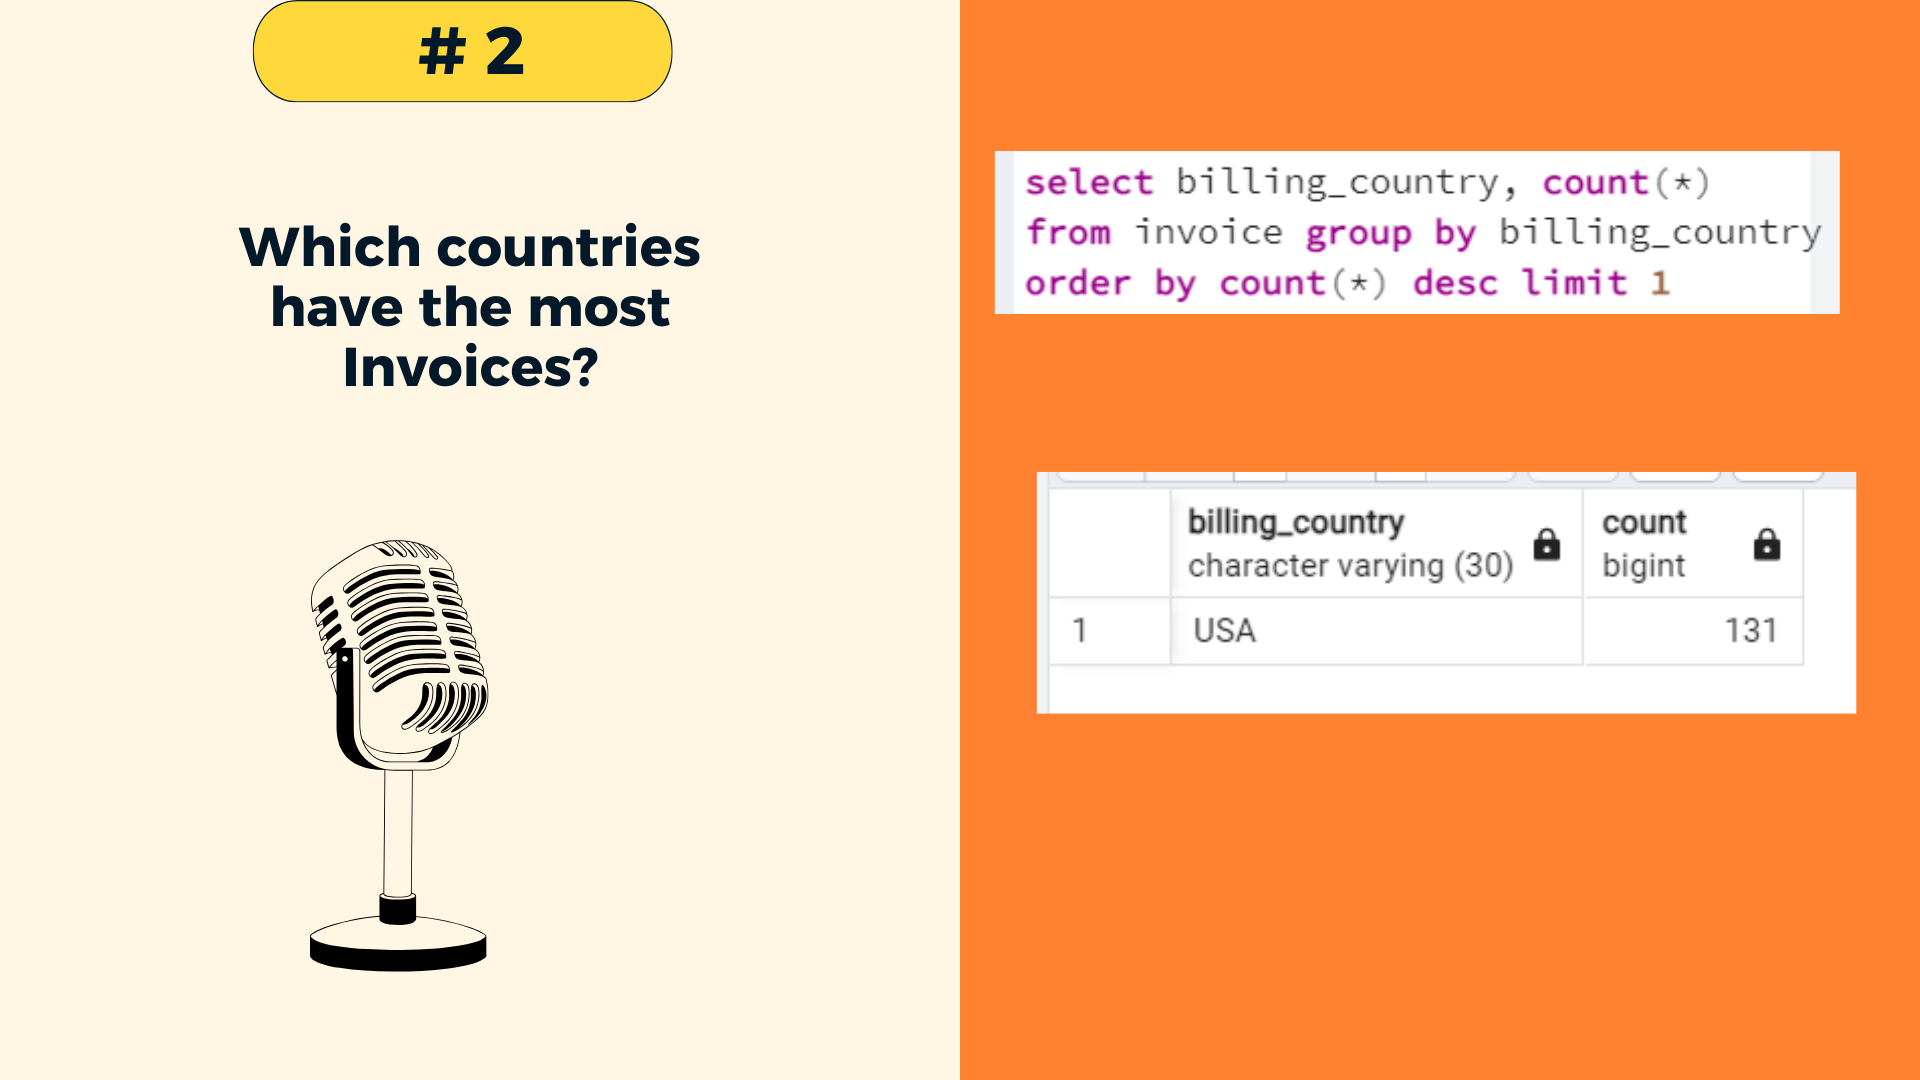 # 2
Which countries
have the most
Invoices?
select billing_country, count(*)
from invoice group by billing_country
order by count(*) desc limit 1
billing_country count
character varying (30) bigint
1 USA 131